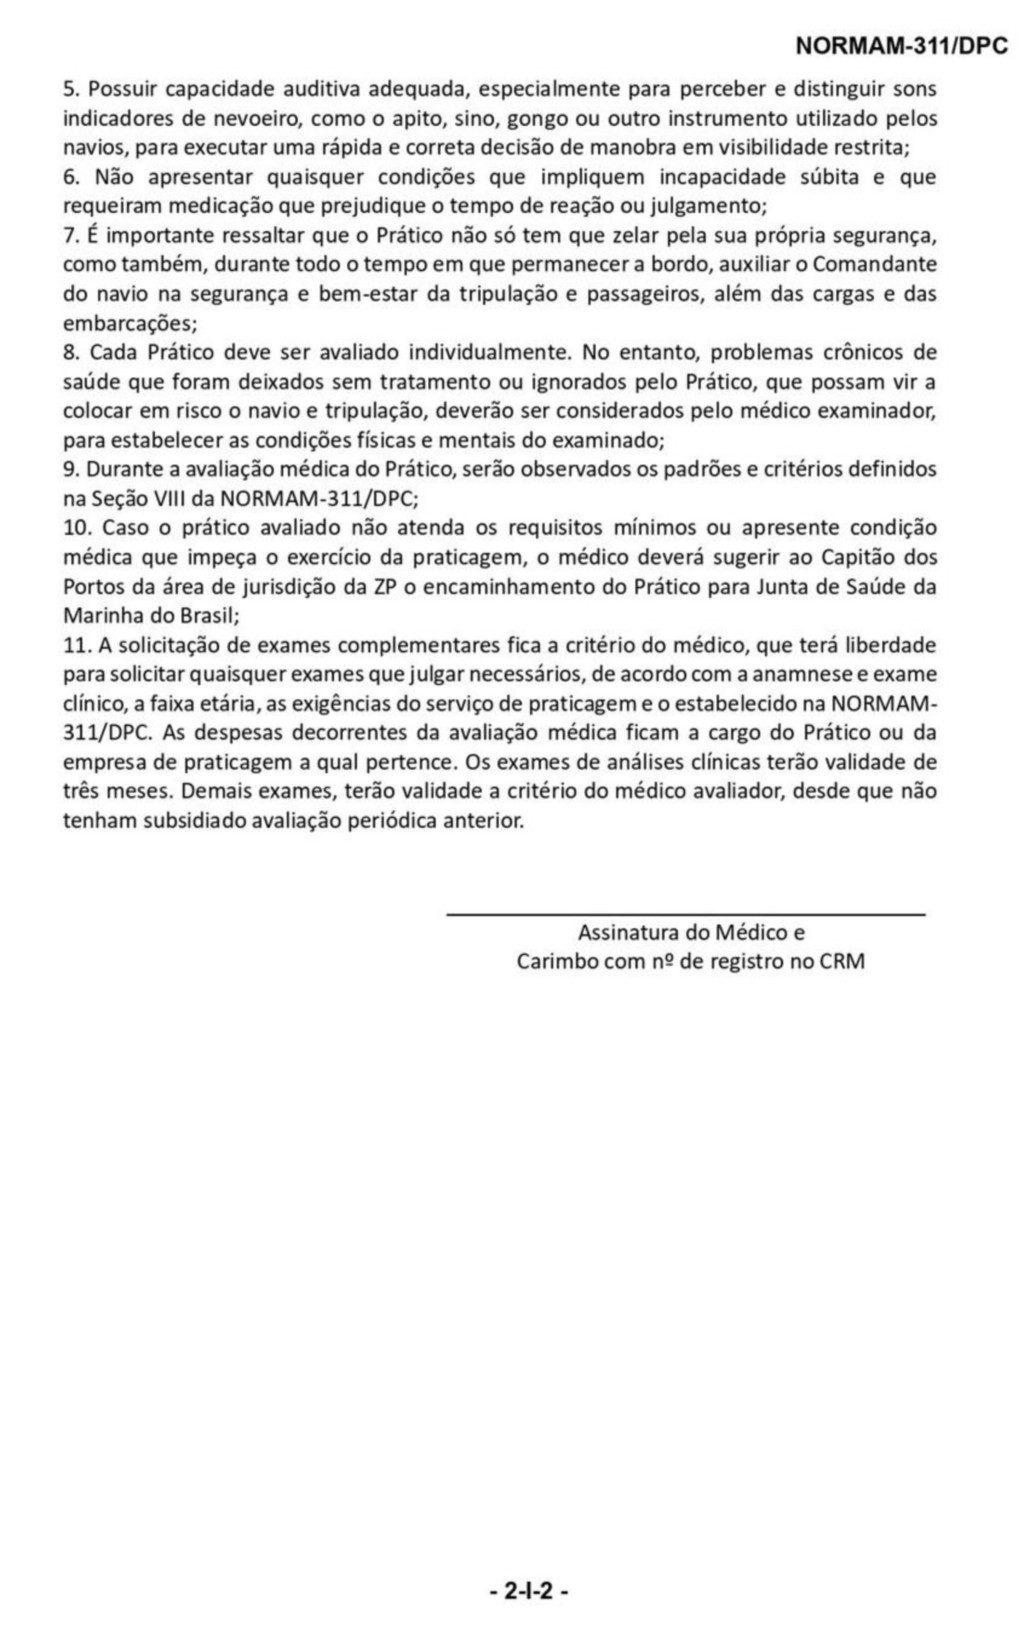 NORMAM-311/DPC
5. Possuir capacidade auditiva adequada, especialmente para perceber e distinguir sons
indicadores de nevoeiro, como o apito, sino, gongo ou outro instrumento utilizado pelos
navios, para executar uma rápida e correta decisão de manobra em visibilidade restrita;
6. Não apresentar quaisquer condições que impliquem incapacidade súbita e que
requeiram medicação que prejudique o tempo de reação ou julgamento;
7. É importante ressaltar que o Prático não só tem que zelar pela sua própria segurança,
como também, durante todo o tempo em que permanecer a bordo, auxiliar o Comandante
do navio na segurança e bem-estar da tripulação e passageiros, além das cargas e das
embarcações;
8. Cada Prático deve ser avaliado individualmente. No entanto, problemas crônicos de
saúde que foram deixados sem tratamento ou ignorados pelo Prático, que possam vir a
colocar em risco o navio e tripulação, deverão ser considerados pelo médico examinador,
para estabelecer as condições físicas e mentais do examinado;
9. Durante a avaliação médica do Prático, serão observados os padrões e critérios definidos
na Seção VIII da NORMAM-311/DPC;
10. Caso o prático avaliado não atenda os requisitos mínimos ou apresente condição
médica que impeça o exercício da praticagem, o médico deverá sugerir ao Capitão dos
Portos da área de jurisdição da ZP o encaminhamento do Prático para Junta de Saúde da
Marinha do Brasil;
11. A solicitação de exames complementares fica a critério do médico, que terá liberdade
para solicitar quaisquer exames que julgar necessários, de acordo com a anamnese e exame
clínico, a faixa etária, as exigências do serviço de praticagem e o estabelecido na NORMAM-
311/DPC. As despesas decorrentes da avaliação médica ficam a cargo do Prático ou da
empresa de praticagem a qual pertence. Os exames de análises clínicas terão validade de
três meses. Demais exames, terão validade a critério do médico avaliador, desde que não
tenham subsidiado avaliação periódica anterior.
Assinatura do Médico e
Carimbo com nº de registro no CRM
- 2-I-2 -